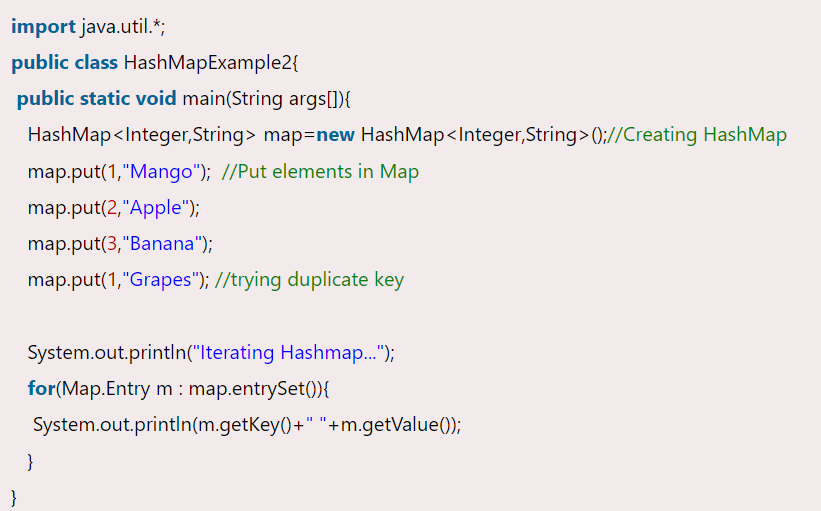 import java.util.*;
public class HashMapExample2{
public static void main(String args[]){
HashMap<Integer,String> map=new HashMap<Integer,String>();//Creating HashMap
map.put(1,"Mango");  //Put elements in Map
map.put(2,"Apple");
map.put(3,"Banana");
map.put(1,"Grapes"); //trying duplicate key
System.out.println("Iterating Hashmap...");
for(Map.Entry m : map.entrySet()){
System.out.println(m.getKey()+" "+m.getValue());
}
}